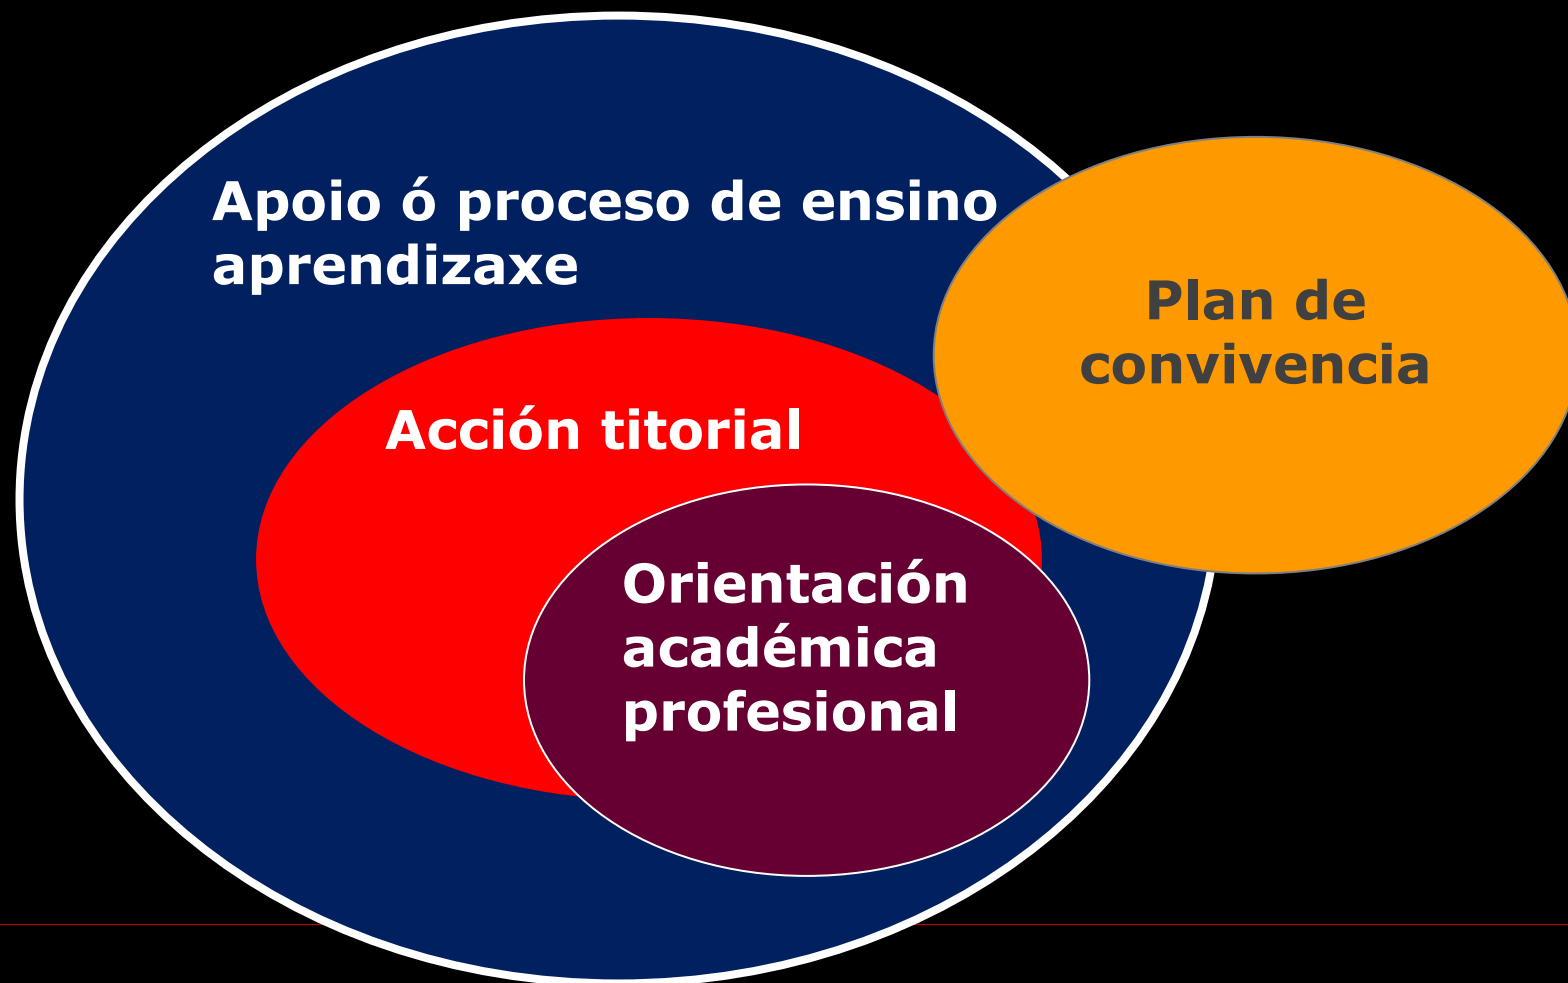 Apoio ó proceso de ensino
aprendizaxe
Plan de
convivencia
Acción titorial
Orientación
académica
profesional